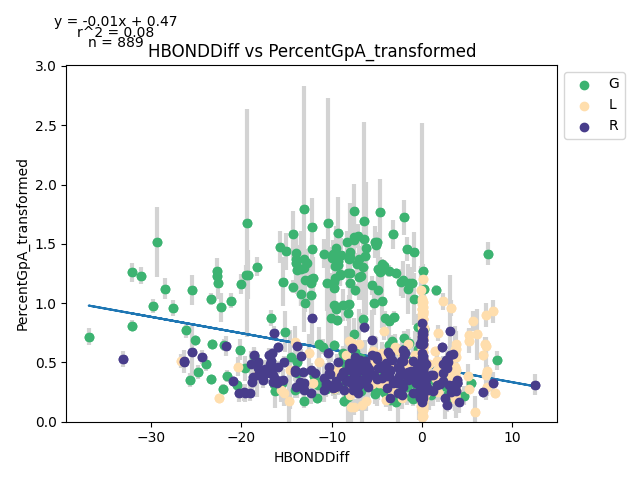 y = -0.01x + 0.47
r^2 = 0.08
n = 889
HBONDDiff vs PercentGpA_transformed
3.0
2.5
2.0
1.5
1.0
0.5
0.0
PercentGpA_transformed
−30
−20
−10
0
10
HBONDDiff
G
L
R